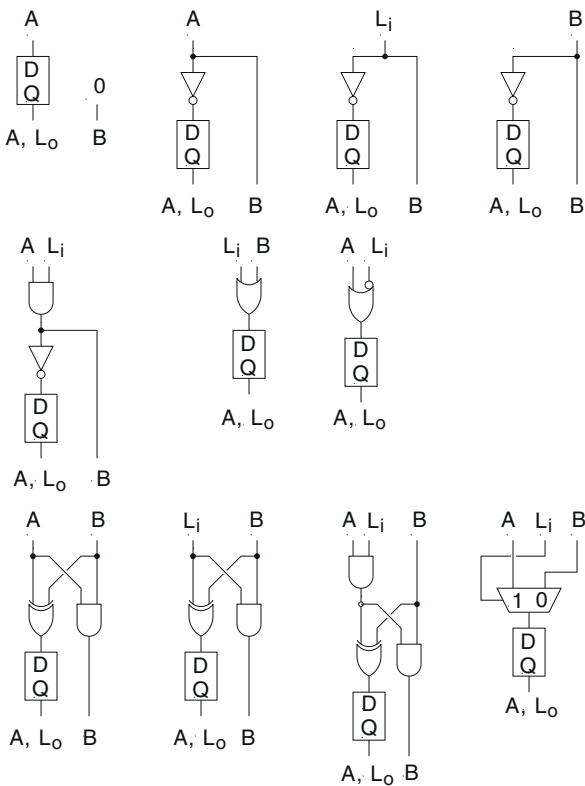 A A Lᵢ B
D
Q 0
A, Lₒ B
D
Q D
Q D
Q
A, Lₒ B A, Lₒ B A, Lₒ B
A Lᵢ Lᵢ B A Lᵢ
D
Q D
Q
D
Q
A, Lₒ A, Lₒ
A, Lₒ B
A B Lᵢ B A Lᵢ B A Lᵢ B
1 0
D
Q D
Q D
Q
D
Q
A, Lₒ
A, Lₒ B A, Lₒ B
A, Lₒ B